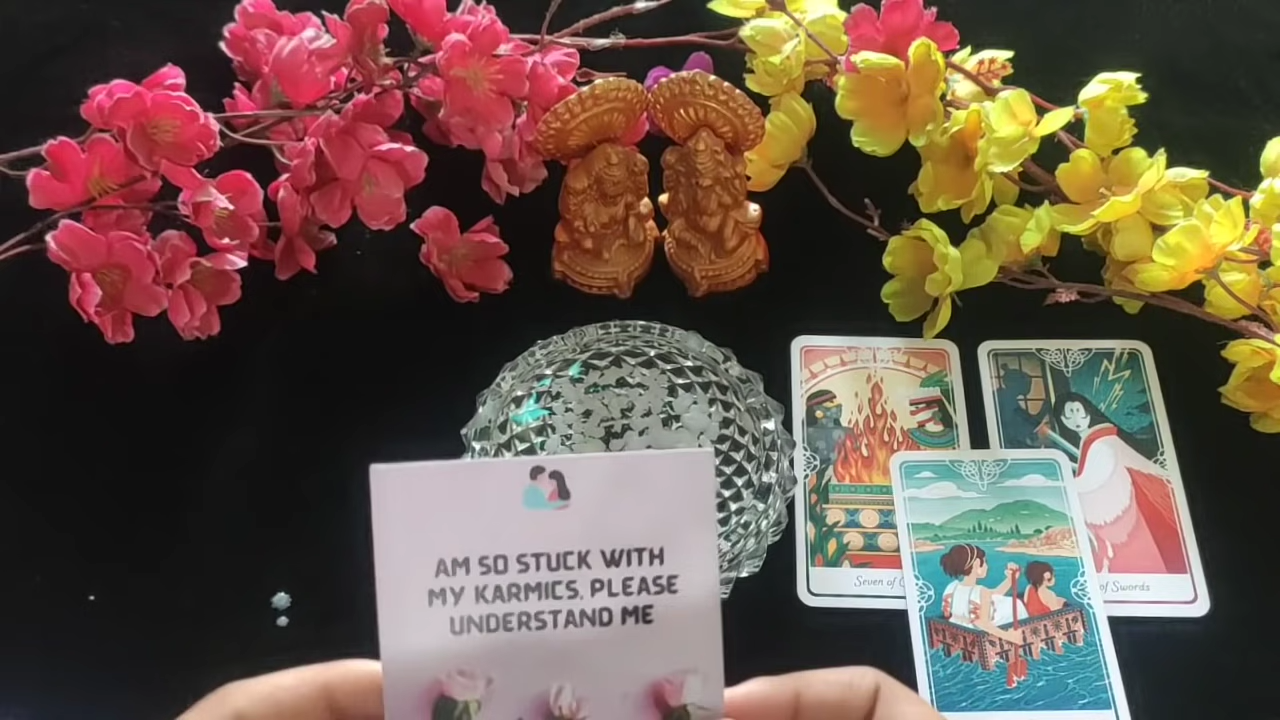 AM SO STUCK WITH
MY KARMICS. PLEASE
UNDERSTAND ME
Seven of
of Swords